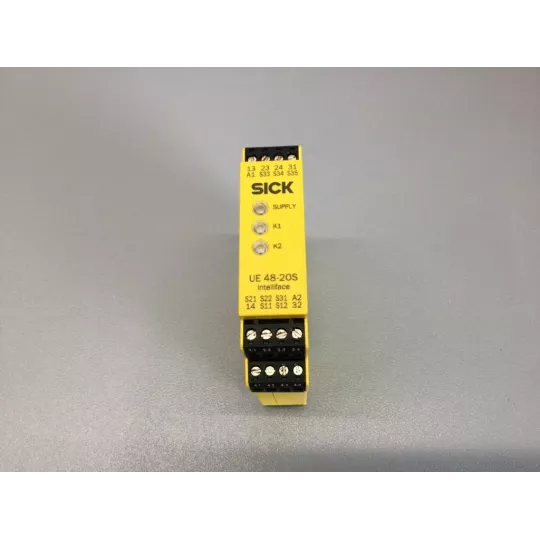 13 23 24 31
A1 S33 S34 S35
SICK
SUPPLY
K1
K2
UE 48-2OS
Intelliface
S21 S22 S31 A2
14 S11 S12 32